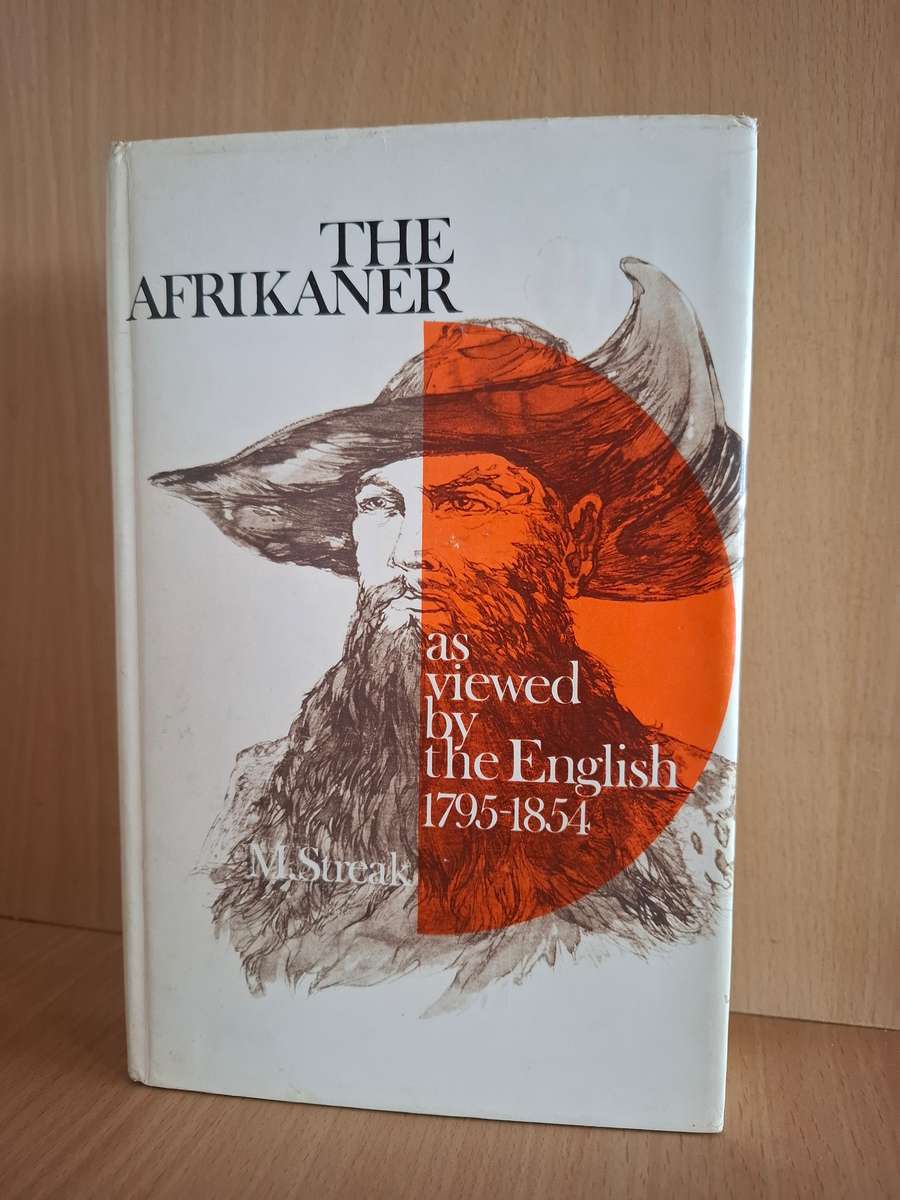 THE
AFRIKANER
as
viewed
by
the English
1795-1854
M.Streak